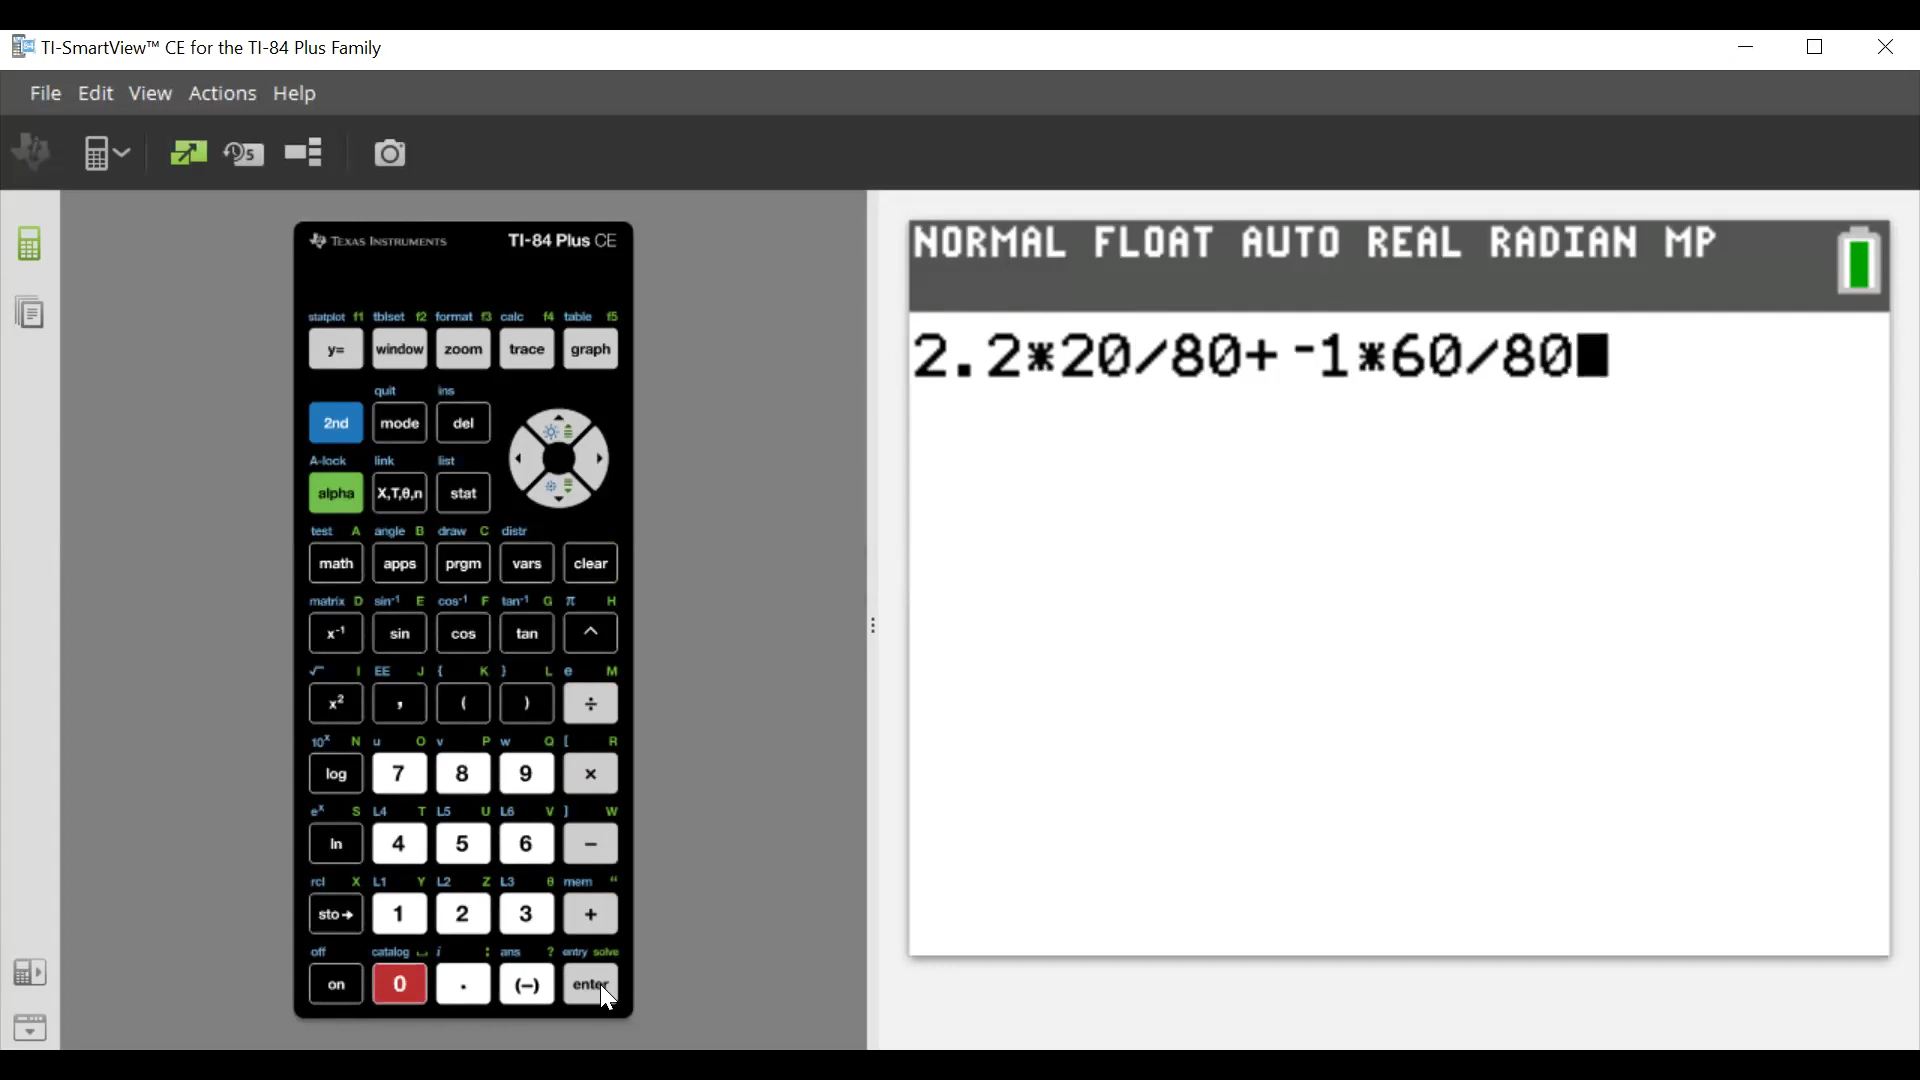 TI-SmartView™ CE for the TI-84 Plus Family
File Edit View Actions Help
5
TEXAS INSTRUMENTS TI-84 Plus CE
statplot f1 tblset f2 format f3 calc f4 table f5
y= window zoom trace graph
quit ins
2nd mode del
A-lock link list
alpha X,T,θ,n stat
test A angle B draw C distr
math apps prgm vars clear
matrix D sin⁻¹ E cos⁻¹ F tan⁻¹ G π H
x⁻¹ sin cos tan ^
√ I EE J { K } L e M
x² , ( ) ÷
10ˣ N u O v P w Q [ R
log 7 8 9 ×
eˣ S L4 T L5 U L6 V ] W
ln 4 5 6 −
rcl X L1 Y L2 Z L3 θ mem "
sto→ 1 2 3 +
off catalog ⎵ i : ans ? entry solve
on 0 . (−) enter
NORMAL FLOAT AUTO REAL RADIAN MP
2.2*20/80+ ⁻1*60/80